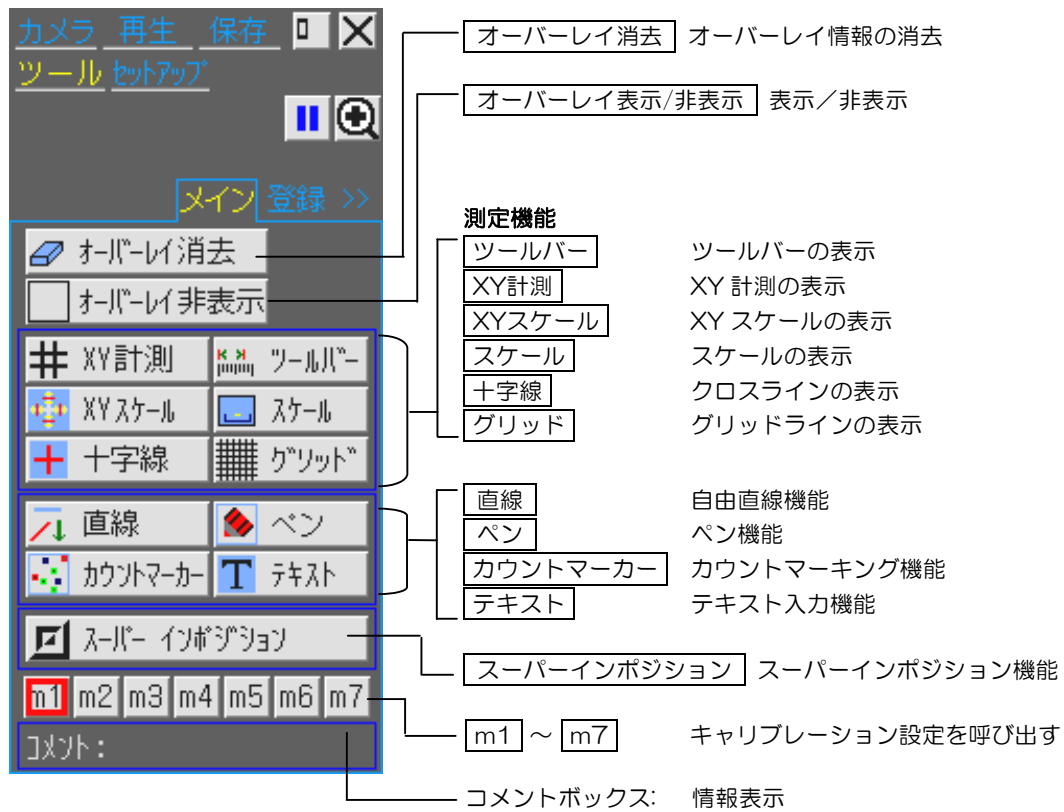 カメラ 再生 保存
ツール ｾｯﾄｱｯﾌﾟ
メイン 登録 >>
ｵｰﾊﾞｰﾚｲ消去
ｵｰﾊﾞｰﾚｲ非表示
XY計測 ﾂｰﾙﾊﾞｰ
XYｽｹｰﾙ ｽｹｰﾙ
十字線 ｸﾞﾘｯﾄﾞ
直線 ペン
ｶｳﾝﾄﾏｰｶｰ T ﾃｷｽﾄ
ｽｰﾊﾟｰ ｲﾝﾎﾟｼﾞｼｮﾝ
m1 m2 m3 m4 m5 m6 m7
ｺﾒﾝﾄ：
オーバーレイ消去 オーバーレイ情報の消去
オーバーレイ表示/非表示 表示／非表示
測定機能
ツールバー ツールバーの表示
XY計測 XY 計測の表示
XYスケール XY スケールの表示
スケール スケールの表示
十字線 クロスラインの表示
グリッド グリッドラインの表示
直線 自由直線機能
ペン ペン機能
カウントマーカー カウントマーキング機能
テキスト テキスト入力機能
スーパーインポジション スーパーインポジション機能
m1 ～ m7 キャリブレーション設定を呼び出す
コメントボックス: 情報表示